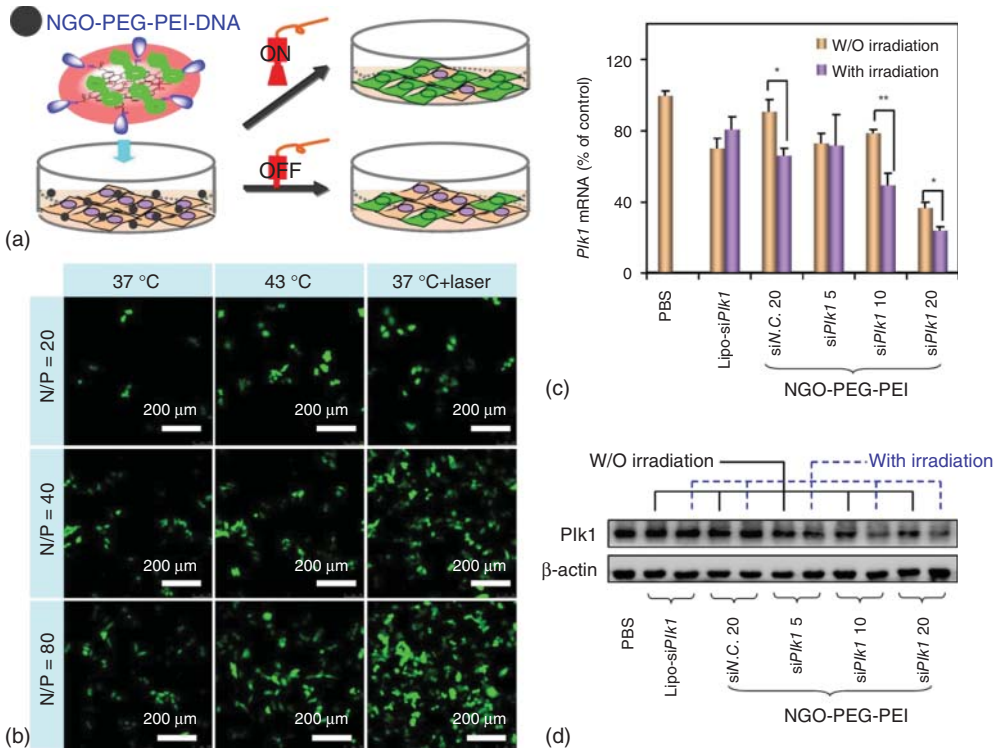 NGO-PEG-PEI-DNA
ON
OFF
(a)
37 °C
43 °C
37 °C+laser
N/P = 20
200 μm
200 μm
200 μm
N/P = 40
200 μm
200 μm
200 μm
N/P = 80
200 μm
200 μm
200 μm
(b)
Plk1 mRNA (% of control)
120
80
40
0
W/O irradiation
With irradiation
*
**
*
PBS
Lipo-siPlk1
siN.C. 20
siPlk1 5
siPlk1 10
siPlk1 20
NGO-PEG-PEI
(c)
W/O irradiation
With irradiation
Plk1
β-actin
PBS
Lipo-siPlk1
siN.C. 20
siPlk1 5
siPlk1 10
siPlk1 20
NGO-PEG-PEI
(d)